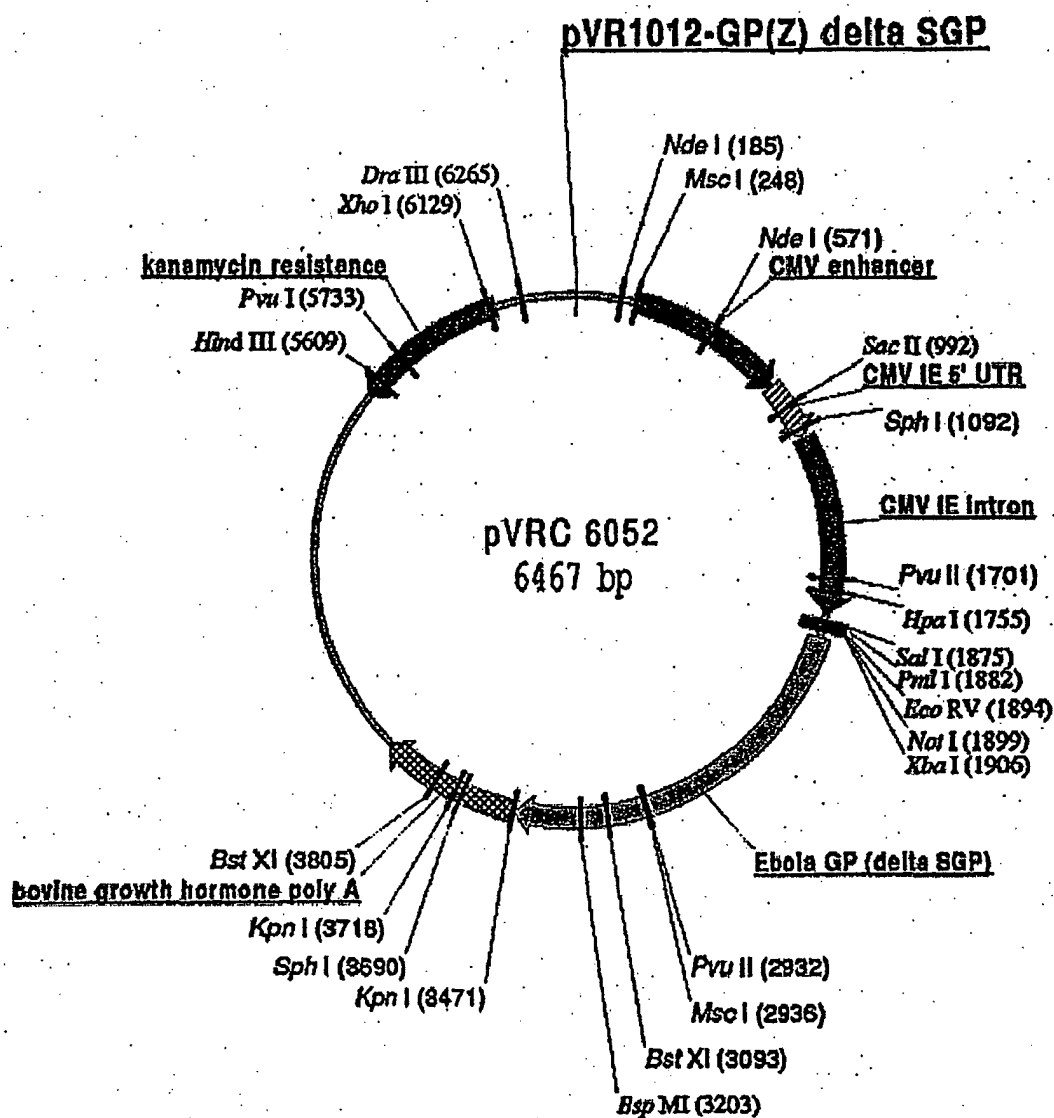 pVR1012-GP(Z) delta SGP
Nde I (185)
Msc I (248)
Nde I (571)
CMV enhancer
Sac II (992)
CMV IE 5' UTR
Sph I (1092)
CMV IE intron
Pvu II (1701)
Hpa I (1755)
Sal I (1875)
Pml I (1882)
Eco RV (1894)
Not I (1899)
Xba I (1906)
Ebola GP (delta SGP)
Pvu II (2932)
Msc I (2936)
Bst XI (3093)
Bsp MI (3203)
Kpn I (3471)
Sph I (3690)
Kpn I (3718)
bovine growth hormone poly A
Bst XI (3805)
Hind III (5609)
Pvu I (5733)
kanamycin resistance
Xho I (6129)
Dra III (6265)
pVRC 6052
6467 bp